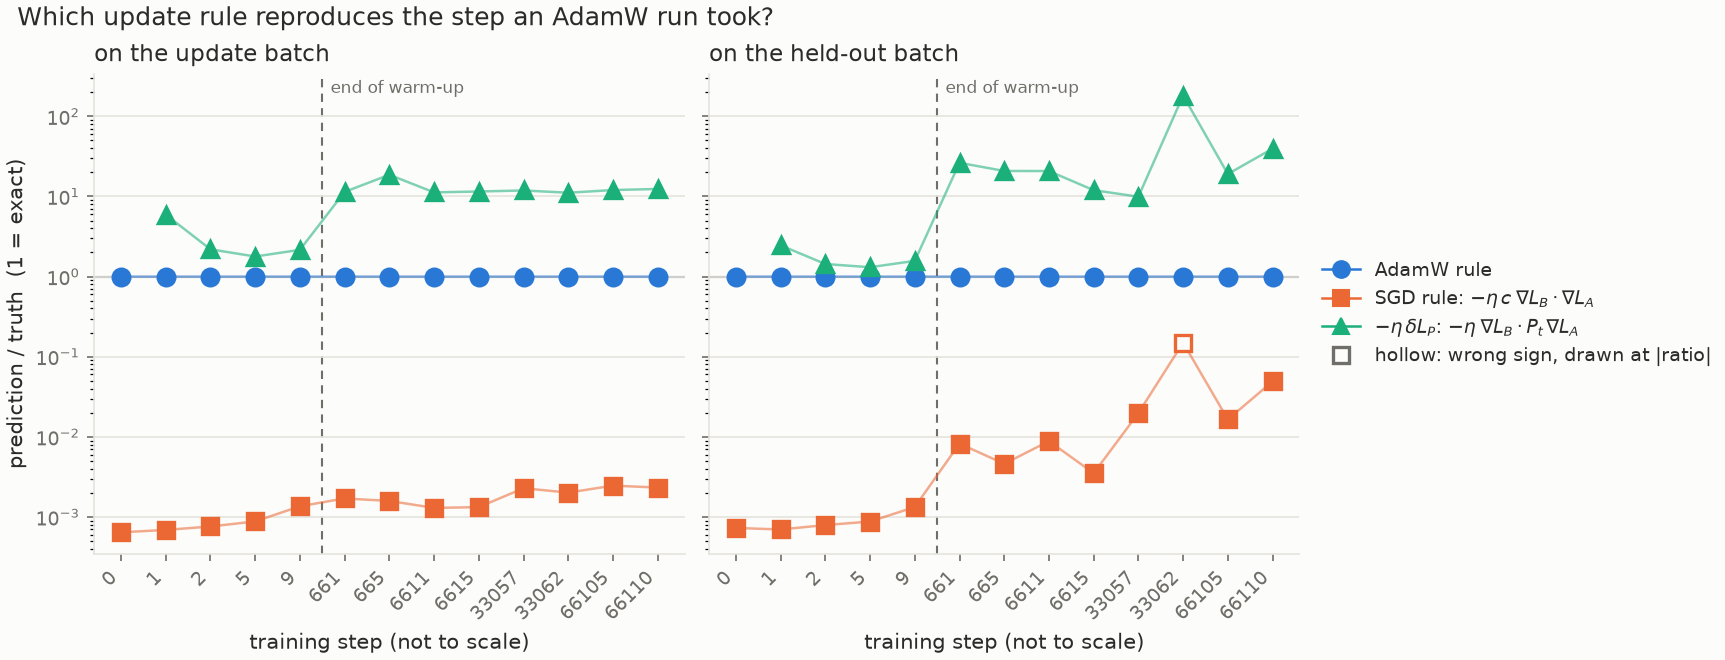 Which update rule reproduces the step an AdamW run took?
on the update batch
on the held-out batch
end of warm-up
end of warm-up
prediction / truth (1 = exact)
10²
10¹
10⁰
10⁻¹
10⁻²
10⁻³
0 1 2 5 9 661 665 6611 6615 33057 33062 66105 66110
0 1 2 5 9 661 665 6611 6615 33057 33062 66105 66110
training step (not to scale)
training step (not to scale)
AdamW rule
SGD rule: −η c ∇L_B · ∇L_A
−η δL_P: −η ∇L_B · P_t ∇L_A
hollow: wrong sign, drawn at |ratio|